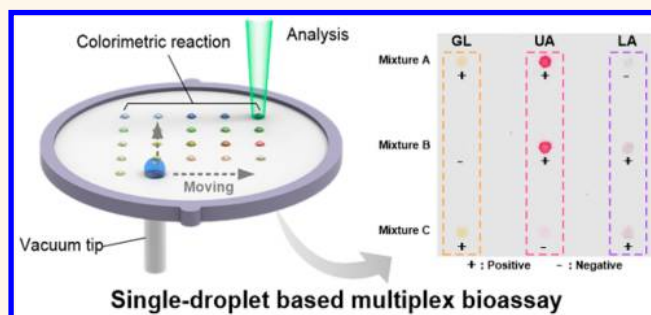 Colorimetric reaction
Analysis
Moving
Vacuum tip
GL UA LA
Mixture A
+ + -
Mixture B
- + +
Mixture C
+ - +
+ : Positive - : Negative
Single-droplet based multiplex bioassay